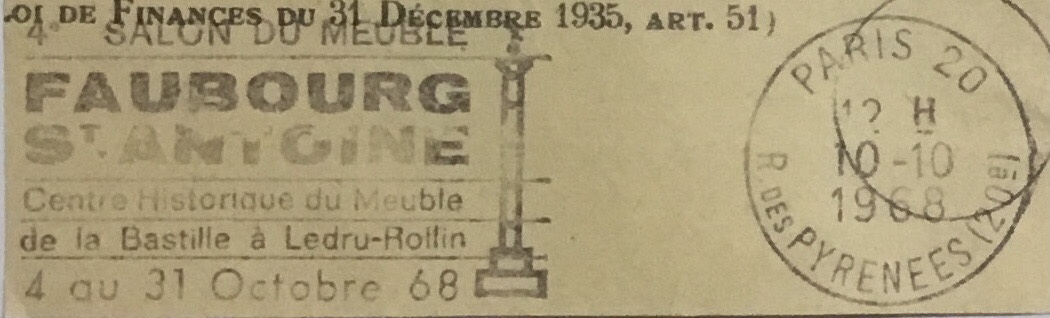 OI DE FINANCES DU 31 DÉCEMBRE 1935, ART. 51)
4e SALON DU MEUBLE
FAUBOURG
ST. ANTOINE
Centre Historique du Meuble
de la Bastille à Ledru-Rollin
4 au 31 Octobre 68
PARIS 20
12 H
10-10
1968
R. DES PYRENEES (20e)